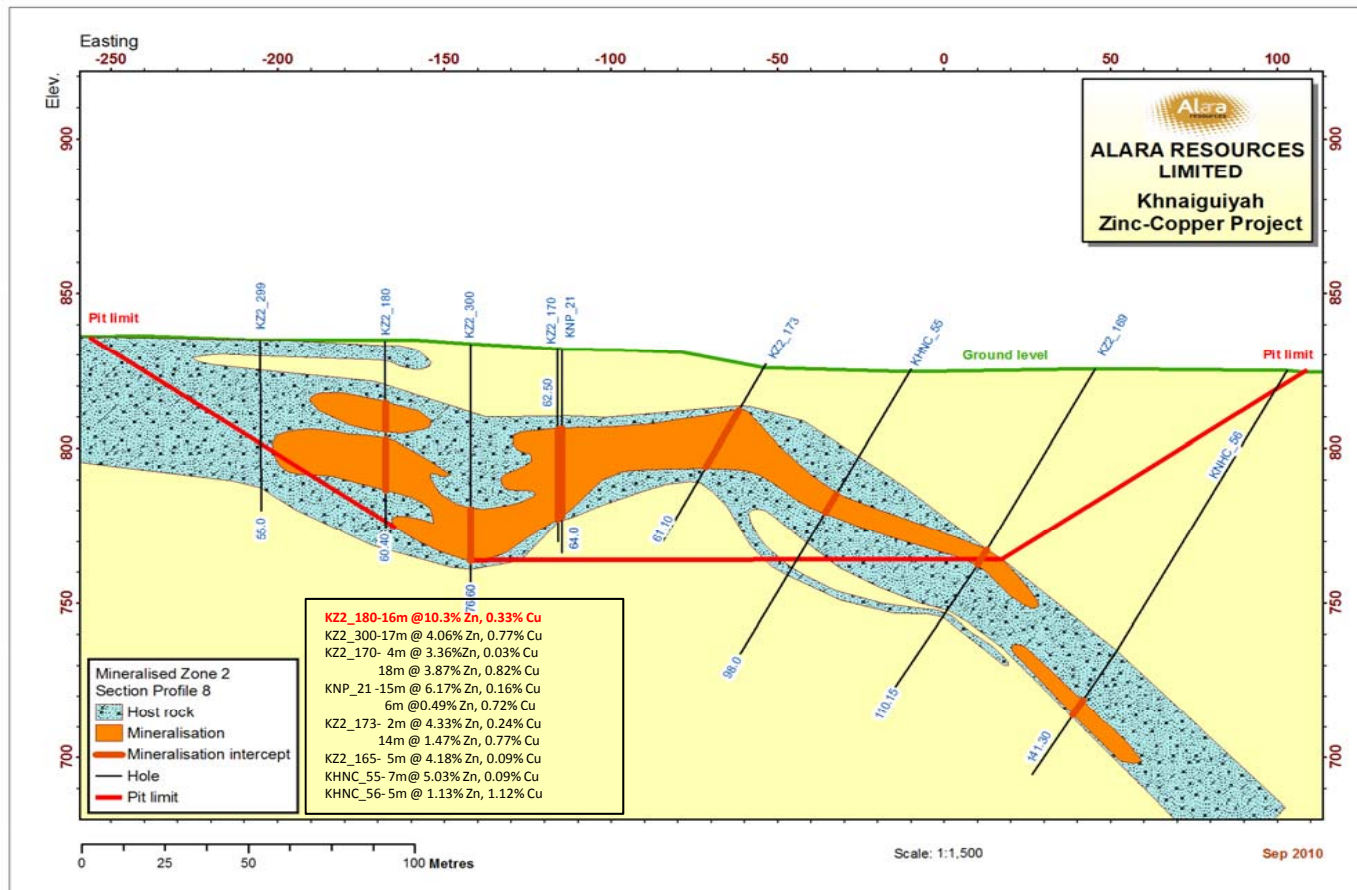 Easting
-250 -200 -150 -100 -50 -0 50 100
Elev.
900
850
800
750
700
900
850
800
750
700
Alara
resources
ALARA RESOURCES
LIMITED
Khnaiguiyah
Zinc-Copper Project
Pit limit
KZ2_299
KZ2_180
KZ2_300
KZ2_170
KNP_21
KZ2_173
KHNC_55
KZ2_169
Ground level
Pit limit
KNHC_56
62.50
55.0
60.40
76.60
64.0
61.10
98.0
110.15
141.30
KZ2_180-16m @10.3% Zn, 0.33% Cu
KZ2_300-17m @ 4.06% Zn, 0.77% Cu
KZ2_170- 4m @ 3.36%Zn, 0.03% Cu
18m @ 3.87% Zn, 0.82% Cu
KNP_21 -15m @ 6.17% Zn, 0.16% Cu
6m @0.49% Zn, 0.72% Cu
KZ2_173- 2m @ 4.33% Zn, 0.24% Cu
14m @ 1.47% Zn, 0.77% Cu
KZ2_165- 5m @ 4.18% Zn, 0.09% Cu
KHNC_55- 7m@ 5.03% Zn, 0.09% Cu
KHNC_56- 5m @ 1.13% Zn, 1.12% Cu
Mineralised Zone 2
Section Profile 8
Host rock
Mineralisation
Mineralisation intercept
Hole
Pit limit
0 25 50 100 Metres
Scale: 1:1,500
Sep 2010